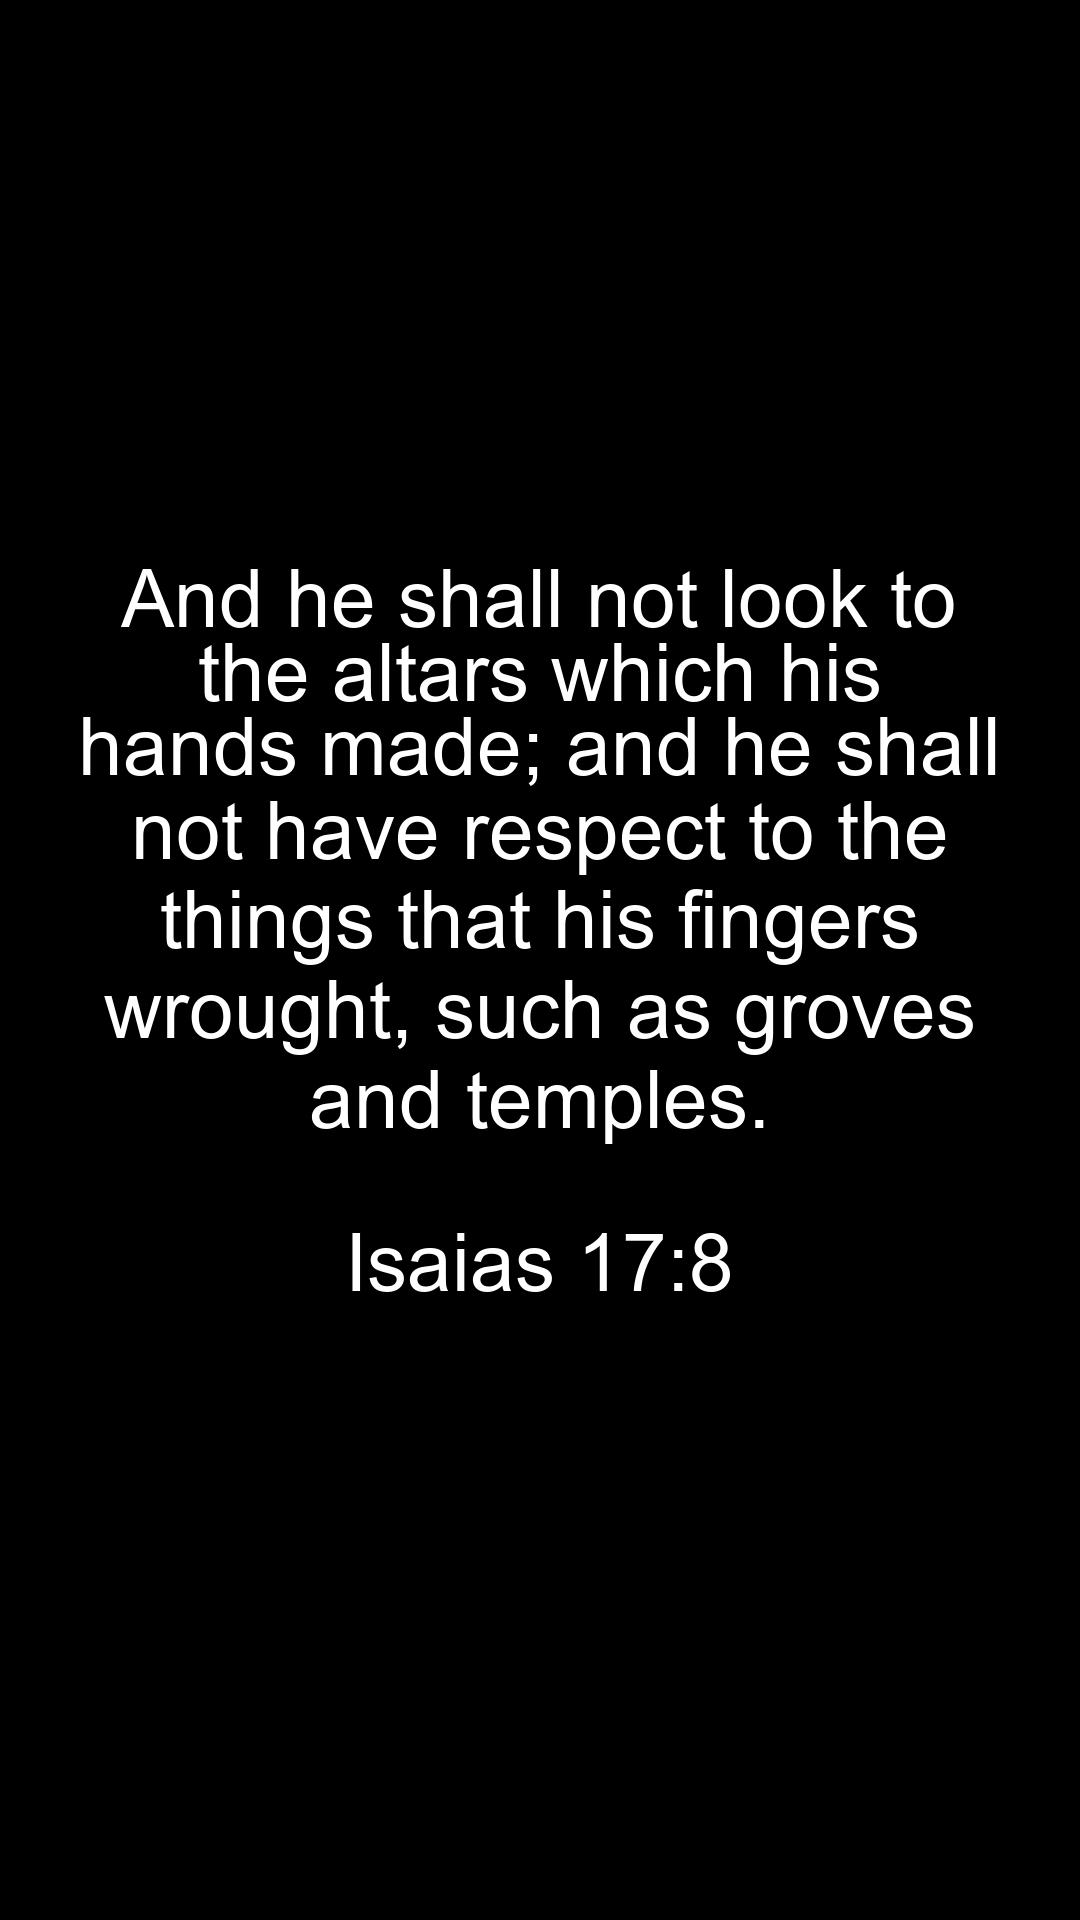 And he shall not look to
the altars which his
hands made; and he shall
not have respect to the
things that his fingers
wrought, such as groves
and temples.
Isaias 17:8